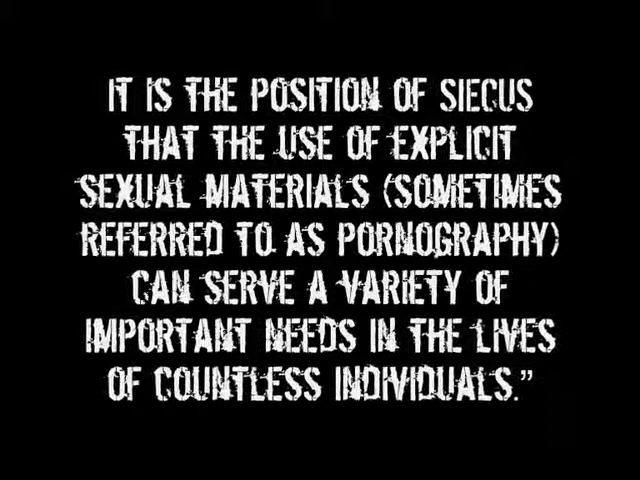 IT IS THE POSITION OF SIECUS
THAT THE USE OF EXPLICIT
SEXUAL MATERIALS (SOMETIMES
REFERRED TO AS PORNOGRAPHY)
CAN SERVE A VARIETY OF
IMPORTANT NEEDS IN THE LIVES
OF COUNTLESS INDIVIDUALS.”